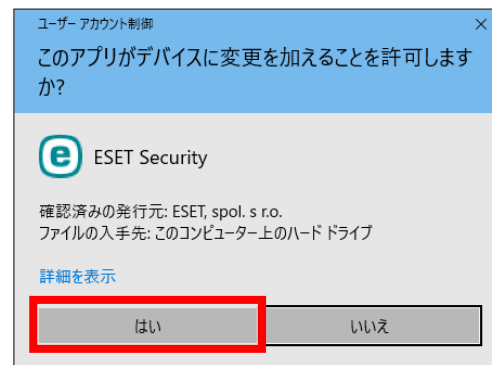 ユーザー アカウント制御
このアプリがデバイスに変更を加えることを許可します
か?
ESET Security
確認済みの発行元: ESET, spol. s r.o.
ファイルの入手先: このコンピューター上のハード ドライブ
詳細を表示
はい
いいえ